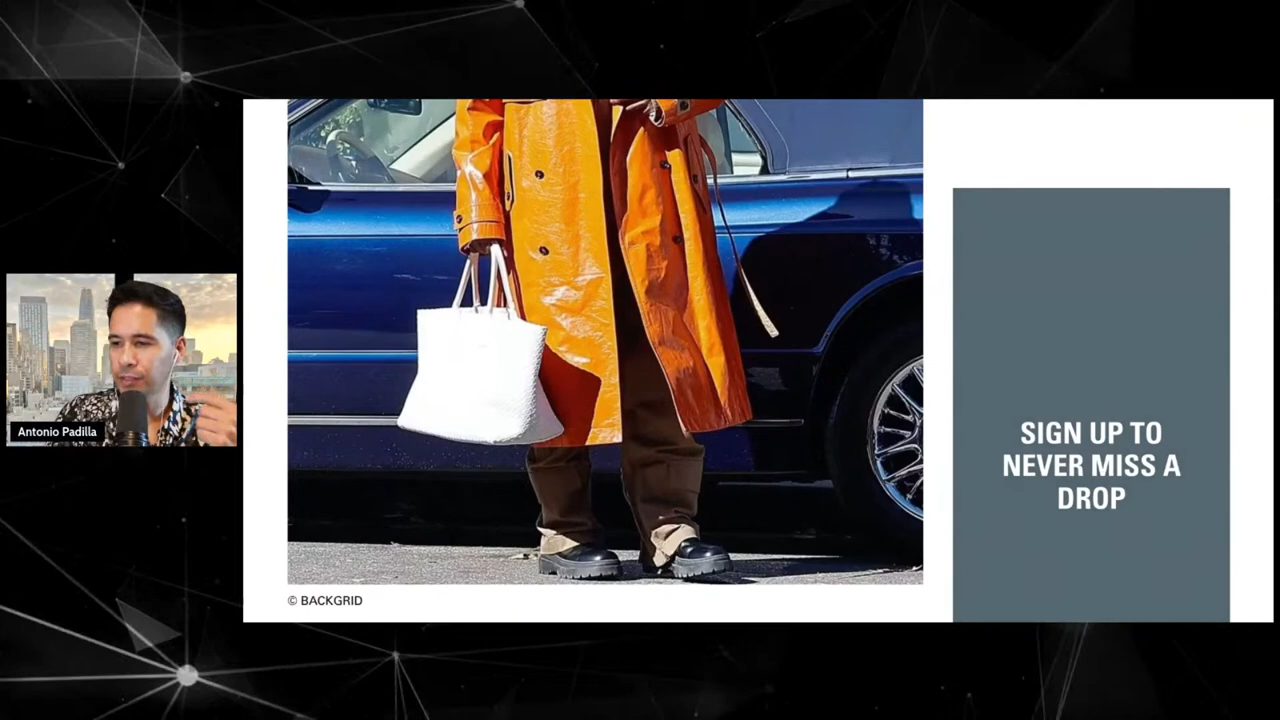 Antonio Padilla
SIGN UP TO
NEVER MISS A
DROP
© BACKGRID